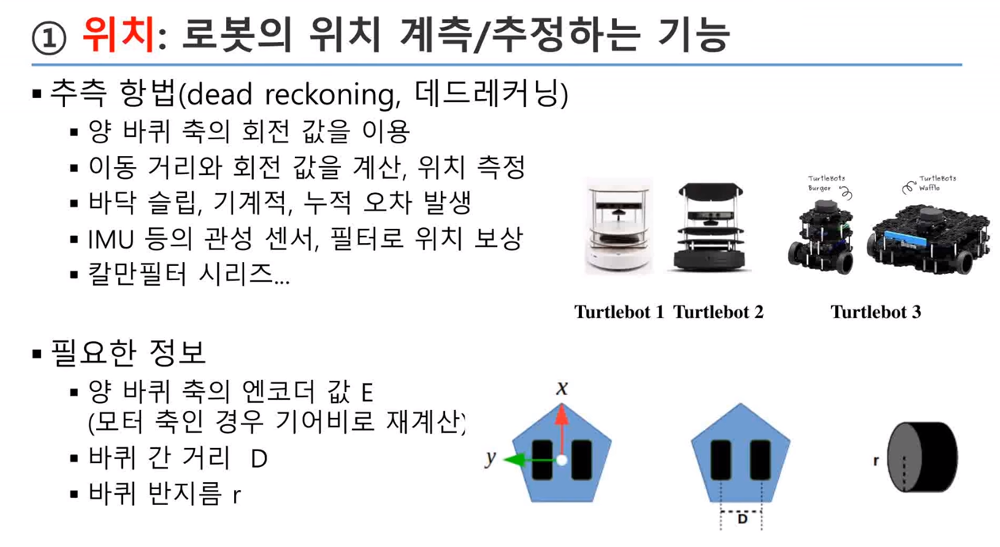 ① 위치: 로봇의 위치 계측/추정하는 기능
▪ 추측 항법(dead reckoning, 데드레커닝)
▪ 양 바퀴 축의 회전 값을 이용
▪ 이동 거리와 회전 값을 계산, 위치 측정
▪ 바닥 슬립, 기계적, 누적 오차 발생
▪ IMU 등의 관성 센서, 필터로 위치 보상
▪ 칼만필터 시리즈...
TurtleBot3
Burger
TurtleBot3
Waffle
Turtlebot 1
Turtlebot 2
Turtlebot 3
▪ 필요한 정보
▪ 양 바퀴 축의 엔코더 값 E
(모터 축인 경우 기어비로 재계산)
▪ 바퀴 간 거리 D
▪ 바퀴 반지름 r
x
y
D
r